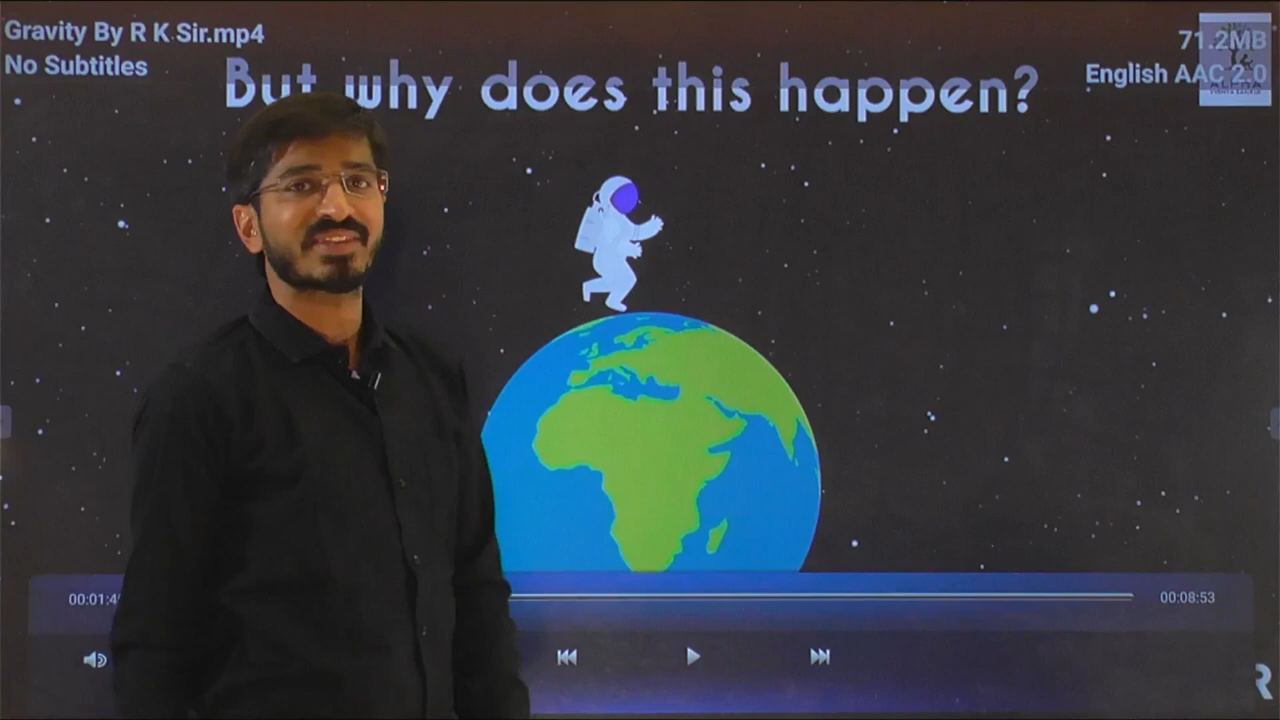 Gravity By R K Sir.mp4
No Subtitles
71.2MB
English AAC 2.0
ALPHA
But why does this happen?
00:08:53
R